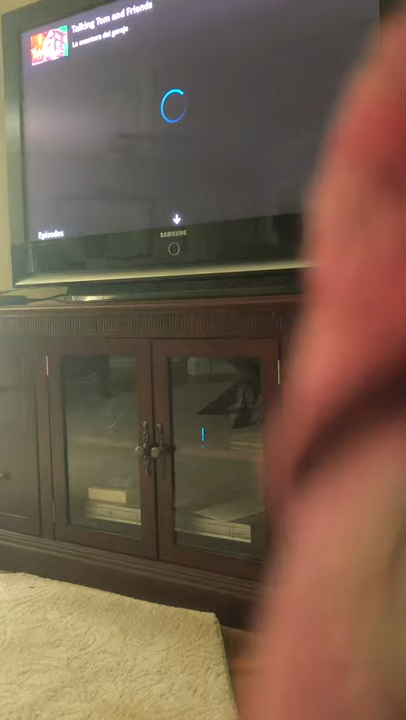 Talking Tom and Friends
La aventura del garaje
Episodes
SAMSUNG